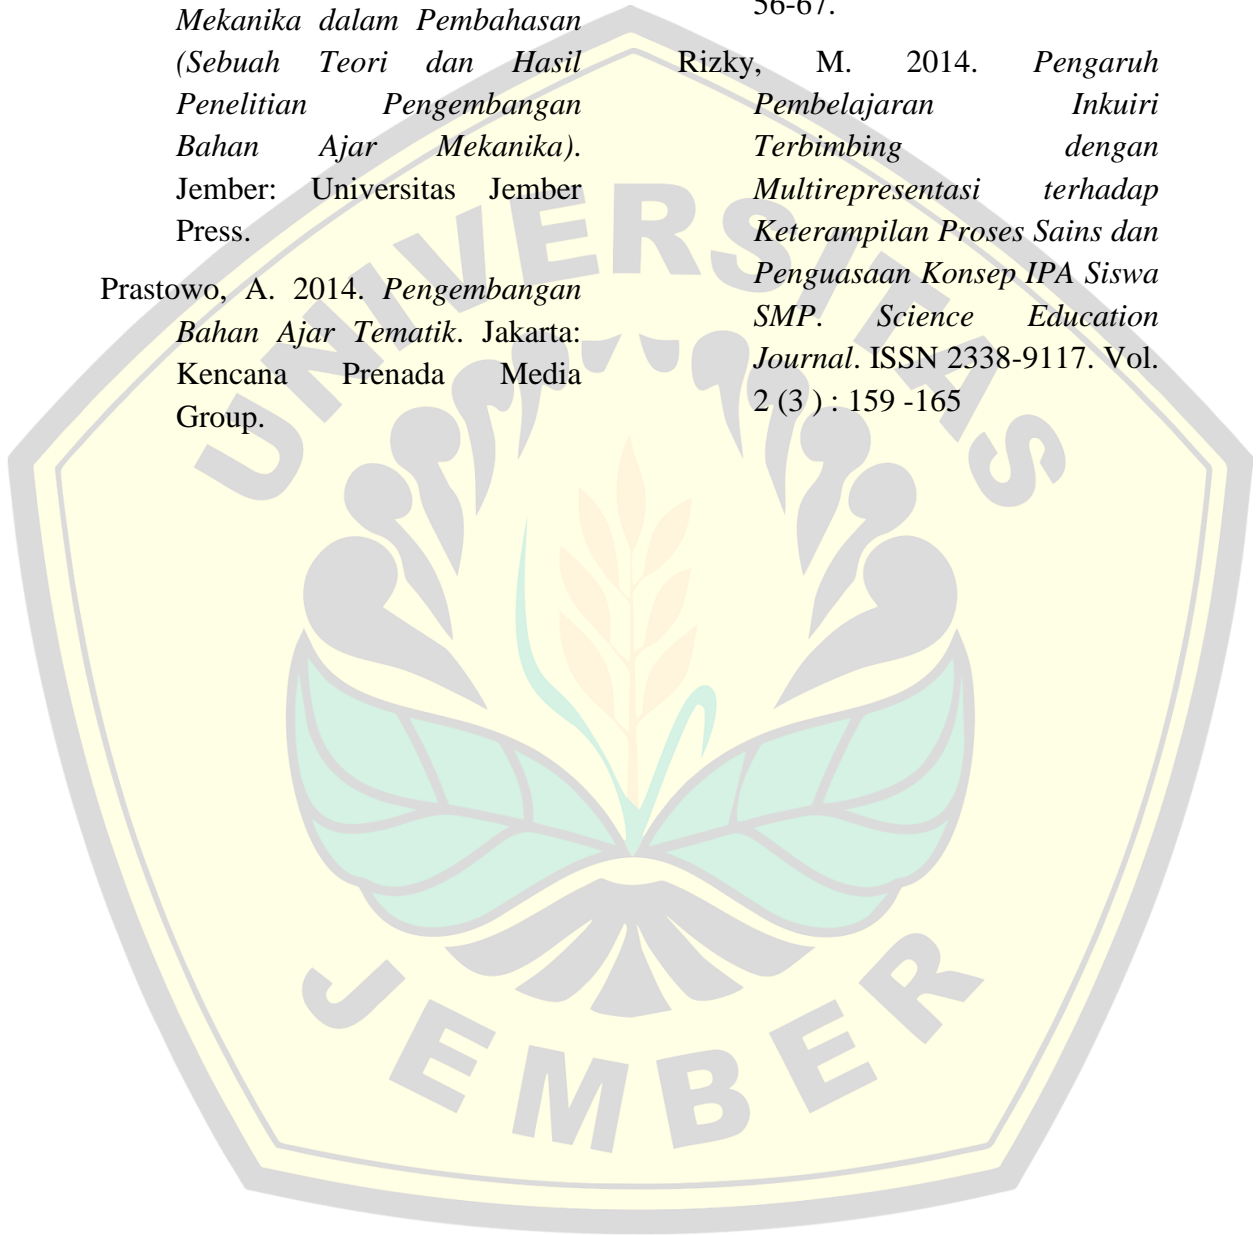 Mekanika dalam Pembahasan
(Sebuah Teori dan Hasil
Penelitian Pengembangan
Bahan Ajar Mekanika).
Jember: Universitas Jember
Press.
Prastowo, A. 2014. Pengembangan
Bahan Ajar Tematik. Jakarta:
Kencana Prenada Media
Group.
56-67.
Rizky, M. 2014. Pengaruh
Pembelajaran Inkuiri
Terbimbing dengan
Multirepresentasi terhadap
Keterampilan Proses Sains dan
Penguasaan Konsep IPA Siswa
SMP. Science Education
Journal. ISSN 2338-9117. Vol.
2 (3 ) : 159 -165
UNIVERSITAS
JEMBER